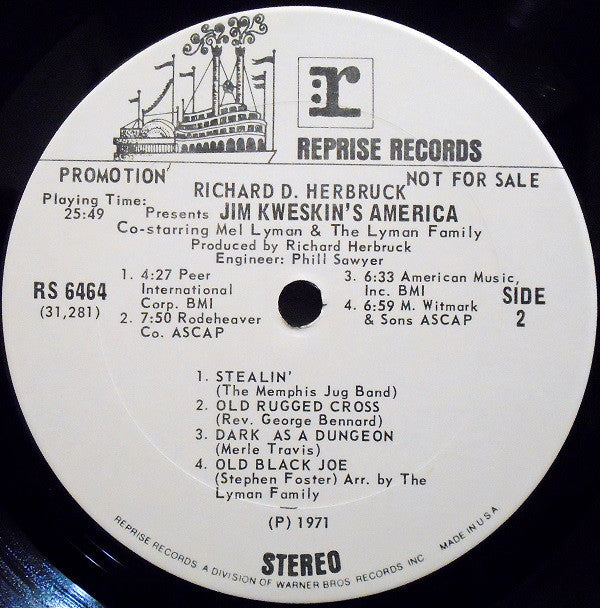 :r
REPRISE RECORDS
PROMOTION
NOT FOR SALE
RICHARD D. HERBRUCK
Playing Time:
25:49
Presents JIM KWESKIN'S AMERICA
Co-starring Mel Lyman & The Lyman Family
Produced by Richard Herbruck
Engineer: Phill Sawyer
RS 6464
(31,281)
1. 4:27 Peer
International
Corp. BMI
2. 7:50 Rodeheaver
Co. ASCAP
3. 6:33 American Music,
Inc. BMI
4. 6:59 M. Witmark
& Sons ASCAP
SIDE
2
1. STEALIN'
(The Memphis Jug Band)
2. OLD RUGGED CROSS
(Rev. George Bennard)
3. DARK AS A DUNGEON
(Merle Travis)
4. OLD BLACK JOE
(Stephen Foster) Arr. by The
Lyman Family
(P) 1971
STEREO
REPRISE RECORDS, A DIVISION OF WARNER BROS. RECORDS, INC. MADE IN U.S.A.